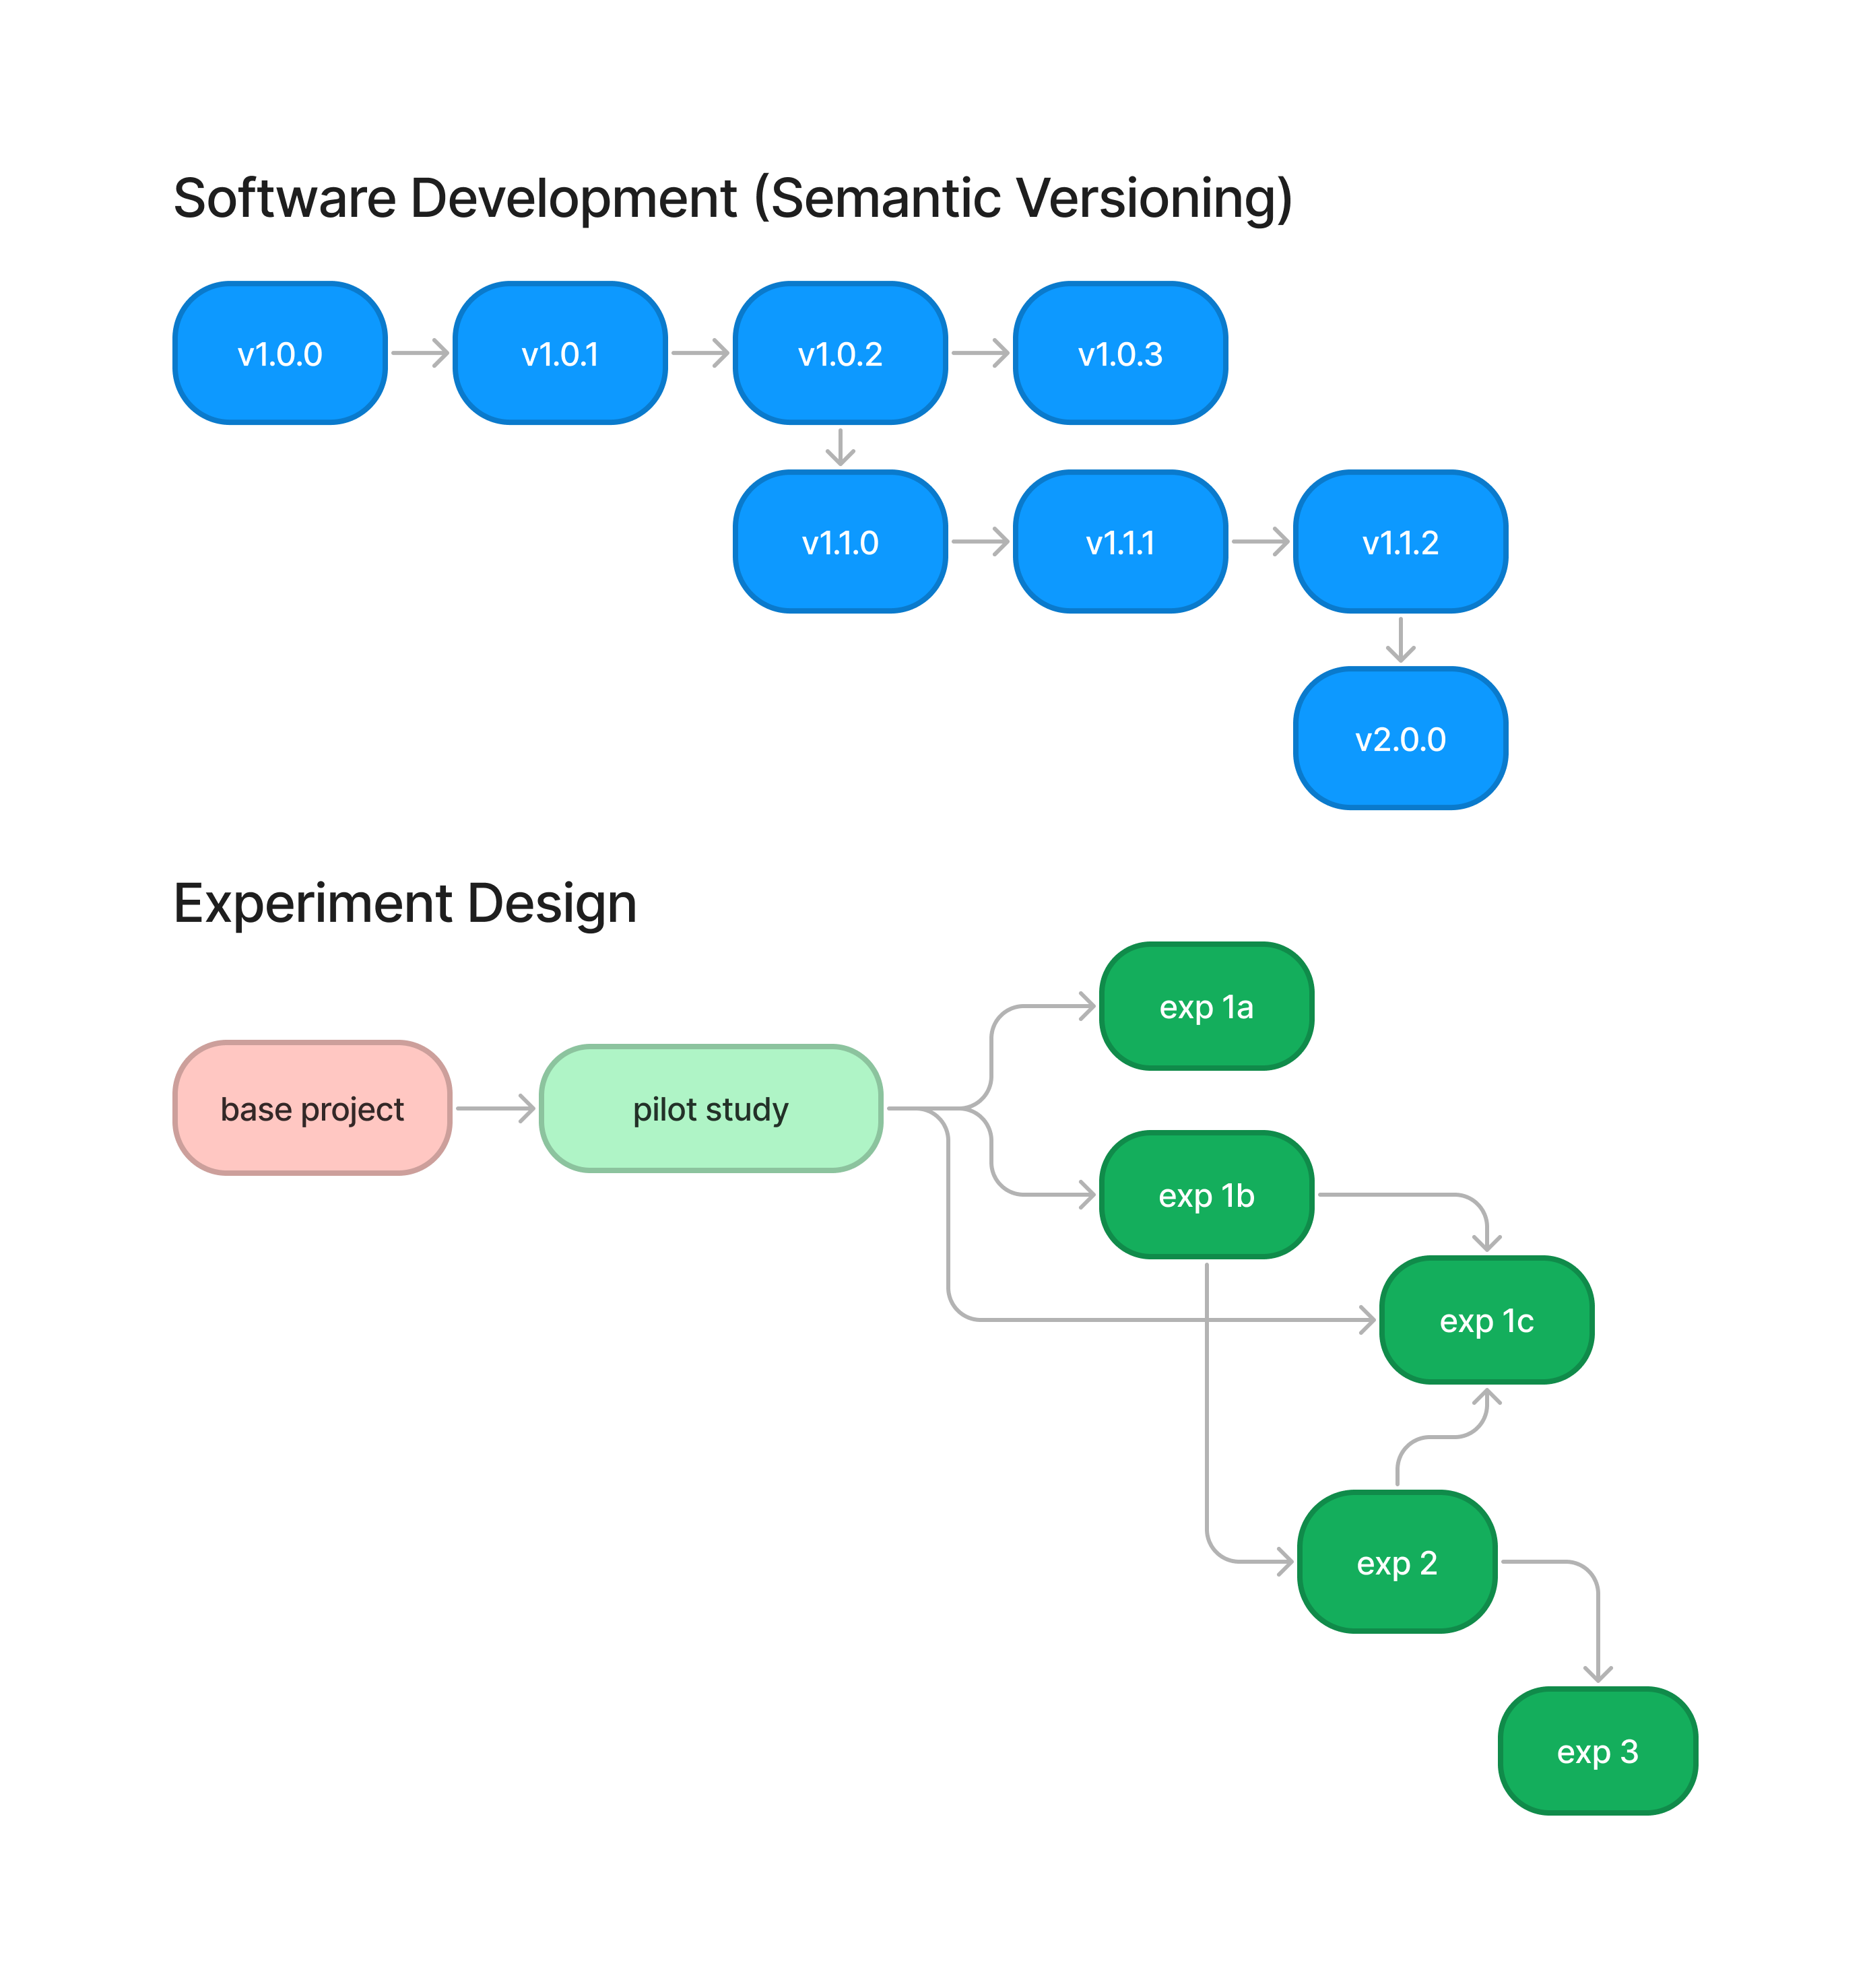 Software Development (Semantic Versioning)
v1.0.0
v1.0.1
v1.0.2
v1.0.3
v1.1.0
v1.1.1
v1.1.2
v2.0.0
Experiment Design
exp 1a
base project
pilot study
exp 1b
exp 1c
exp 2
exp 3